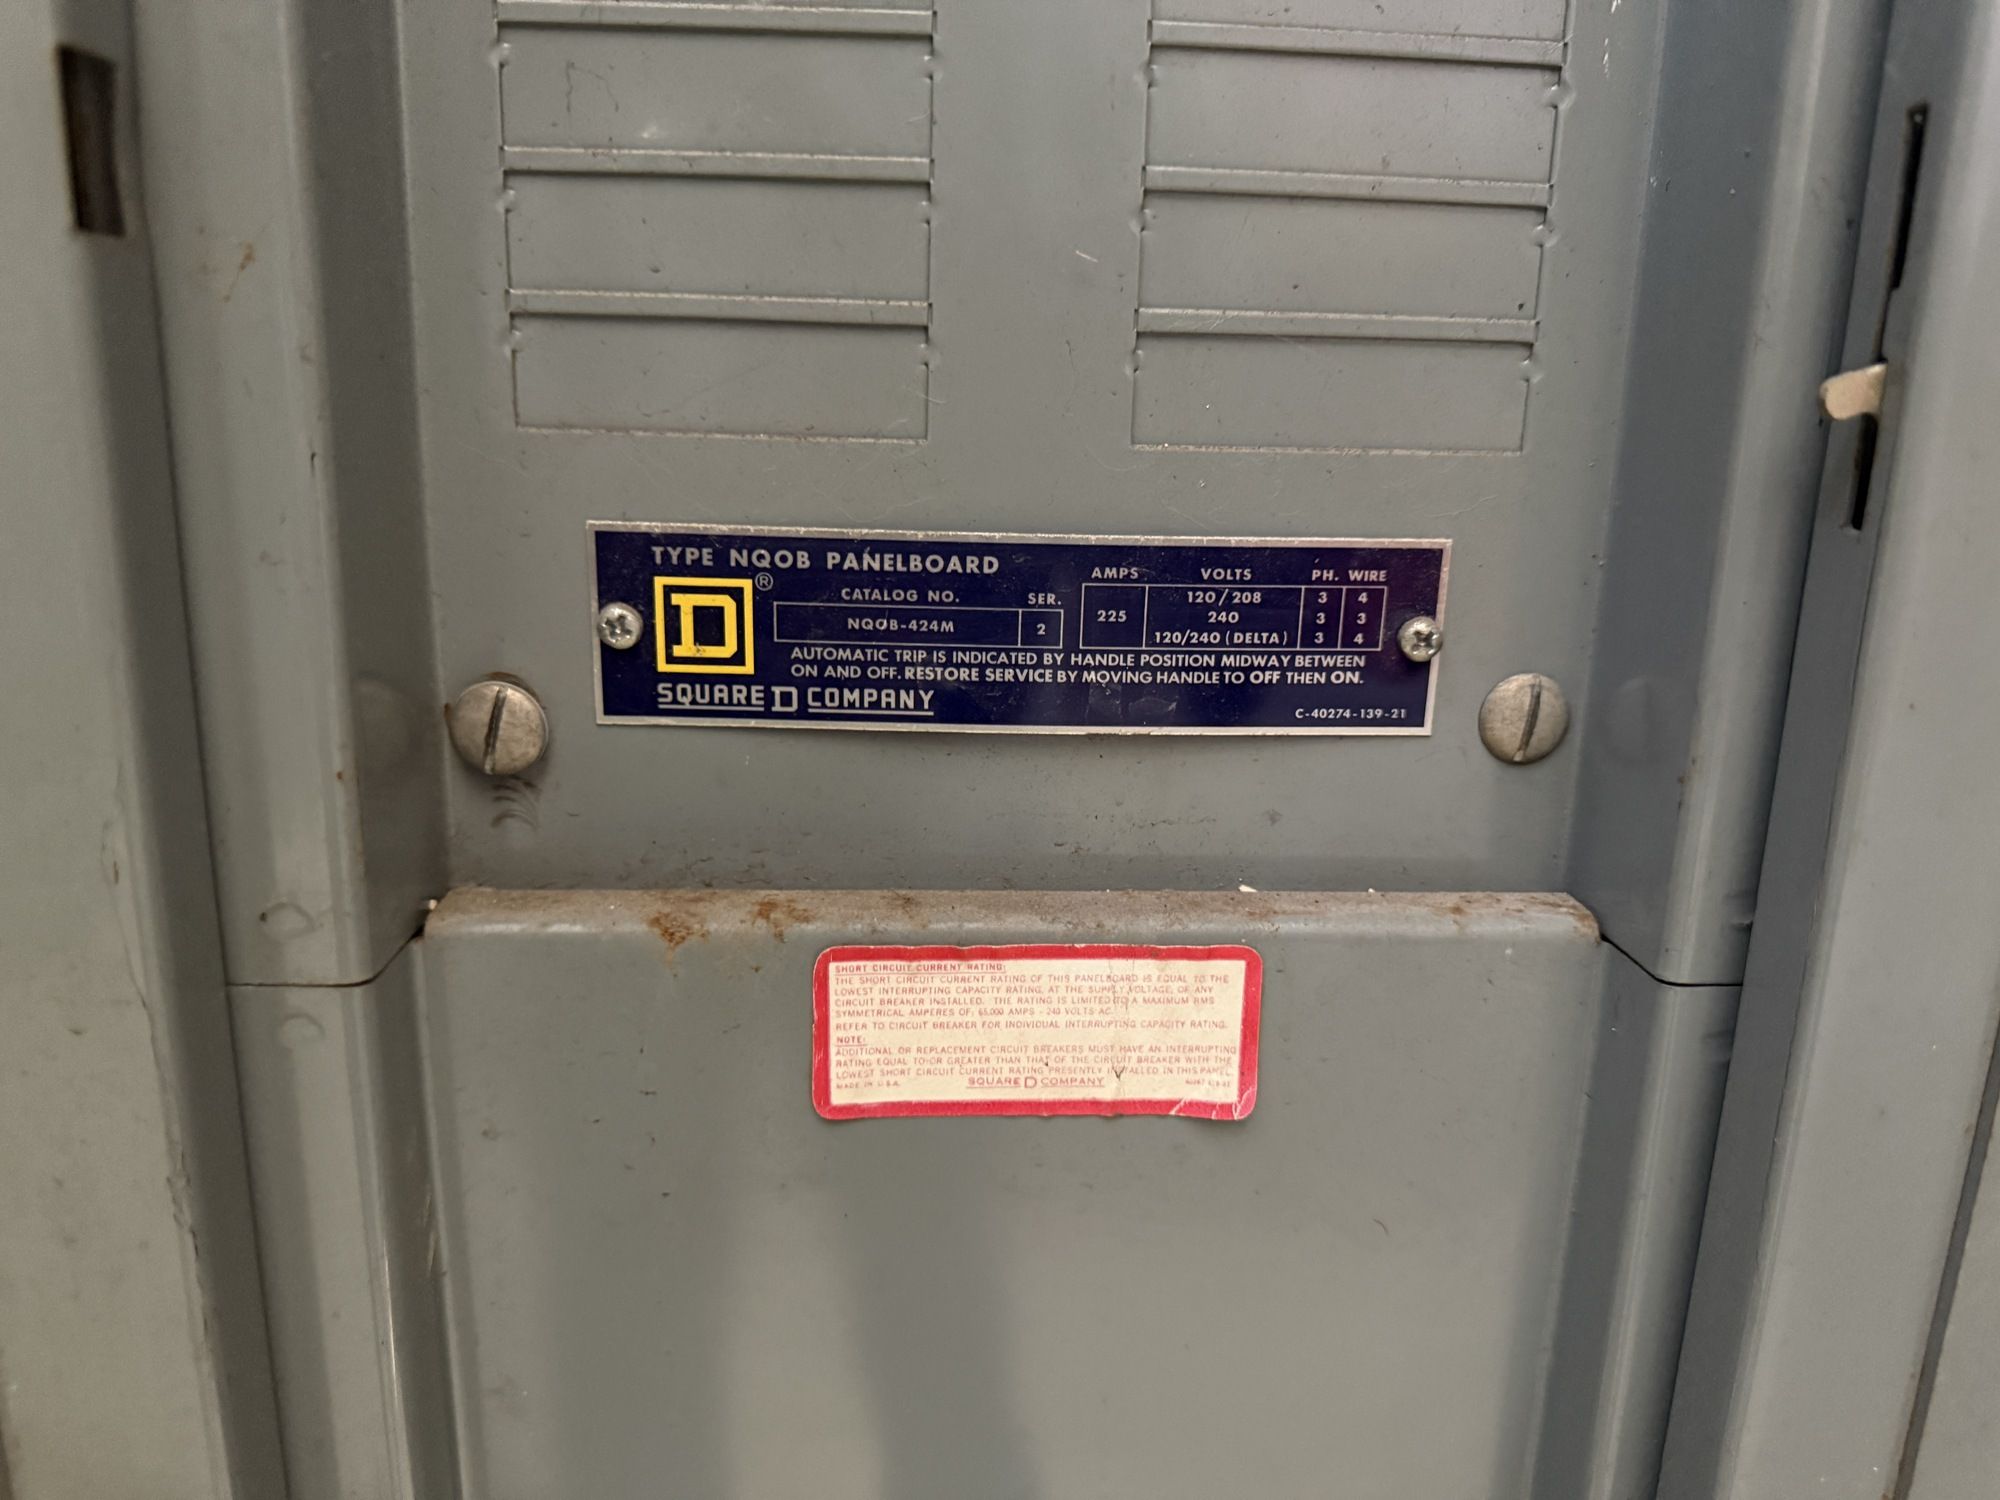 TYPE NQOB PANELBOARD
D ®
CATALOG NO. SER.
NQOB-424M 2
AMPS VOLTS PH. WIRE
225
120/208 3 4
240 3 3
120/240 (DELTA) 3 4
AUTOMATIC TRIP IS INDICATED BY HANDLE POSITION MIDWAY BETWEEN
ON AND OFF. RESTORE SERVICE BY MOVING HANDLE TO OFF THEN ON.
SQUARE D COMPANY
C-40274-139-21
SHORT CIRCUIT CURRENT RATING:
THE SHORT CIRCUIT CURRENT RATING OF THIS PANELBOARD IS EQUAL TO THE
LOWEST INTERRUPTING CAPACITY RATING, AT THE SUPPLY VOLTAGE, OF ANY
CIRCUIT BREAKER INSTALLED. THE RATING IS LIMITED TO A MAXIMUM RMS
SYMMETRICAL AMPERES OF: 65,000 AMPS - 240 VOLTS AC.
REFER TO CIRCUIT BREAKER FOR INDIVIDUAL INTERRUPTING CAPACITY RATING.
NOTE:
ADDITIONAL OR REPLACEMENT CIRCUIT BREAKERS MUST HAVE AN INTERRUPTING
RATING EQUAL TO OR GREATER THAN THAT OF THE CIRCUIT BREAKER WITH THE
LOWEST SHORT CIRCUIT CURRENT RATING PRESENTLY INSTALLED IN THIS PANEL.
MADE IN U.S.A. SQUARE D COMPANY